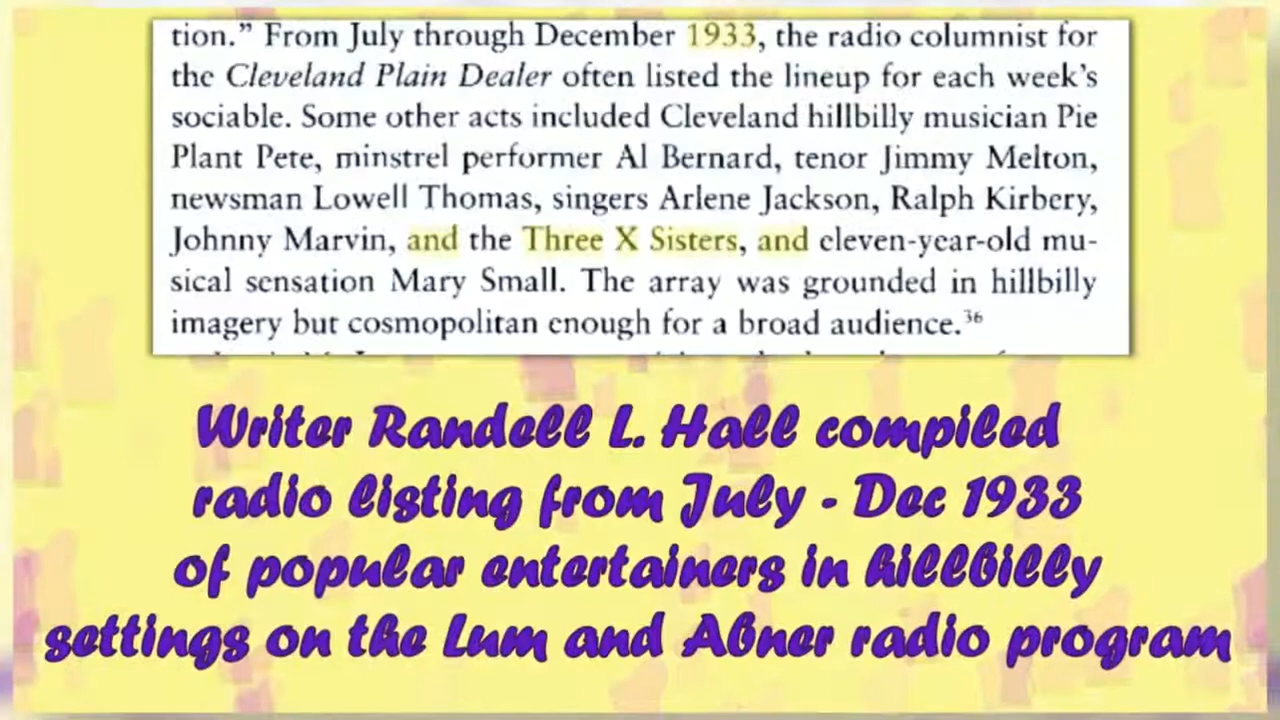 tion.” From July through December 1933, the radio columnist for
the Cleveland Plain Dealer often listed the lineup for each week’s
sociable. Some other acts included Cleveland hillbilly musician Pie
Plant Pete, minstrel performer Al Bernard, tenor Jimmy Melton,
newsman Lowell Thomas, singers Arlene Jackson, Ralph Kirbery,
Johnny Marvin, and the Three X Sisters, and eleven-year-old mu-
sical sensation Mary Small. The array was grounded in hillbilly
imagery but cosmopolitan enough for a broad audience.³⁶
Writer Randell L. Hall compiled
radio listing from July - Dec 1933
of popular entertainers in hillbilly
settings on the Lum and Abner radio program